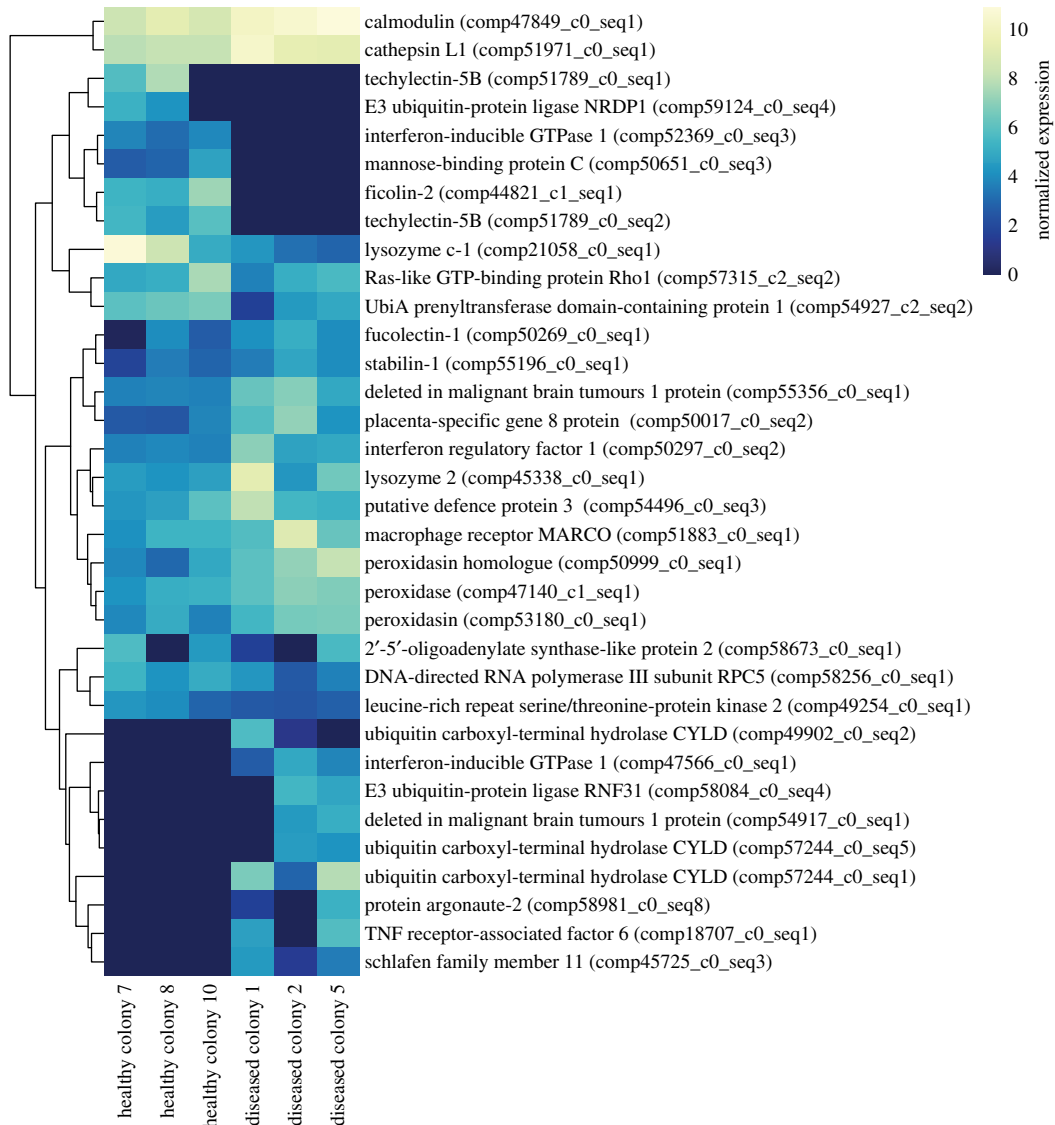 calmodulin (comp47849_c0_seq1)
cathepsin L1 (comp51971_c0_seq1)
techylectin-5B (comp51789_c0_seq1)
E3 ubiquitin-protein ligase NRDP1 (comp59124_c0_seq4)
interferon-inducible GTPase 1 (comp52369_c0_seq3)
mannose-binding protein C (comp50651_c0_seq3)
ficolin-2 (comp44821_c1_seq1)
techylectin-5B (comp51789_c0_seq2)
lysozyme c-1 (comp21058_c0_seq1)
Ras-like GTP-binding protein Rho1 (comp57315_c2_seq2)
UbiA prenyltransferase domain-containing protein 1 (comp54927_c2_seq2)
fucolectin-1 (comp50269_c0_seq1)
stabilin-1 (comp55196_c0_seq1)
deleted in malignant brain tumours 1 protein (comp55356_c0_seq1)
placenta-specific gene 8 protein (comp50017_c0_seq2)
interferon regulatory factor 1 (comp50297_c0_seq2)
lysozyme 2 (comp45338_c0_seq1)
putative defence protein 3 (comp54496_c0_seq3)
macrophage receptor MARCO (comp51883_c0_seq1)
peroxidasin homologue (comp50999_c0_seq1)
peroxidase (comp47140_c1_seq1)
peroxidasin (comp53180_c0_seq1)
2′-5′-oligoadenylate synthase-like protein 2 (comp58673_c0_seq1)
DNA-directed RNA polymerase III subunit RPC5 (comp58256_c0_seq1)
leucine-rich repeat serine/threonine-protein kinase 2 (comp49254_c0_seq1)
ubiquitin carboxyl-terminal hydrolase CYLD (comp49902_c0_seq2)
interferon-inducible GTPase 1 (comp47566_c0_seq1)
E3 ubiquitin-protein ligase RNF31 (comp58084_c0_seq4)
deleted in malignant brain tumours 1 protein (comp54917_c0_seq1)
ubiquitin carboxyl-terminal hydrolase CYLD (comp57244_c0_seq5)
ubiquitin carboxyl-terminal hydrolase CYLD (comp57244_c0_seq1)
protein argonaute-2 (comp58981_c0_seq8)
TNF receptor-associated factor 6 (comp18707_c0_seq1)
schlafen family member 11 (comp45725_c0_seq3)
healthy colony 7
healthy colony 8
healthy colony 10
diseased colony 1
diseased colony 2
diseased colony 5
10
8
6
4
2
0
normalized expression